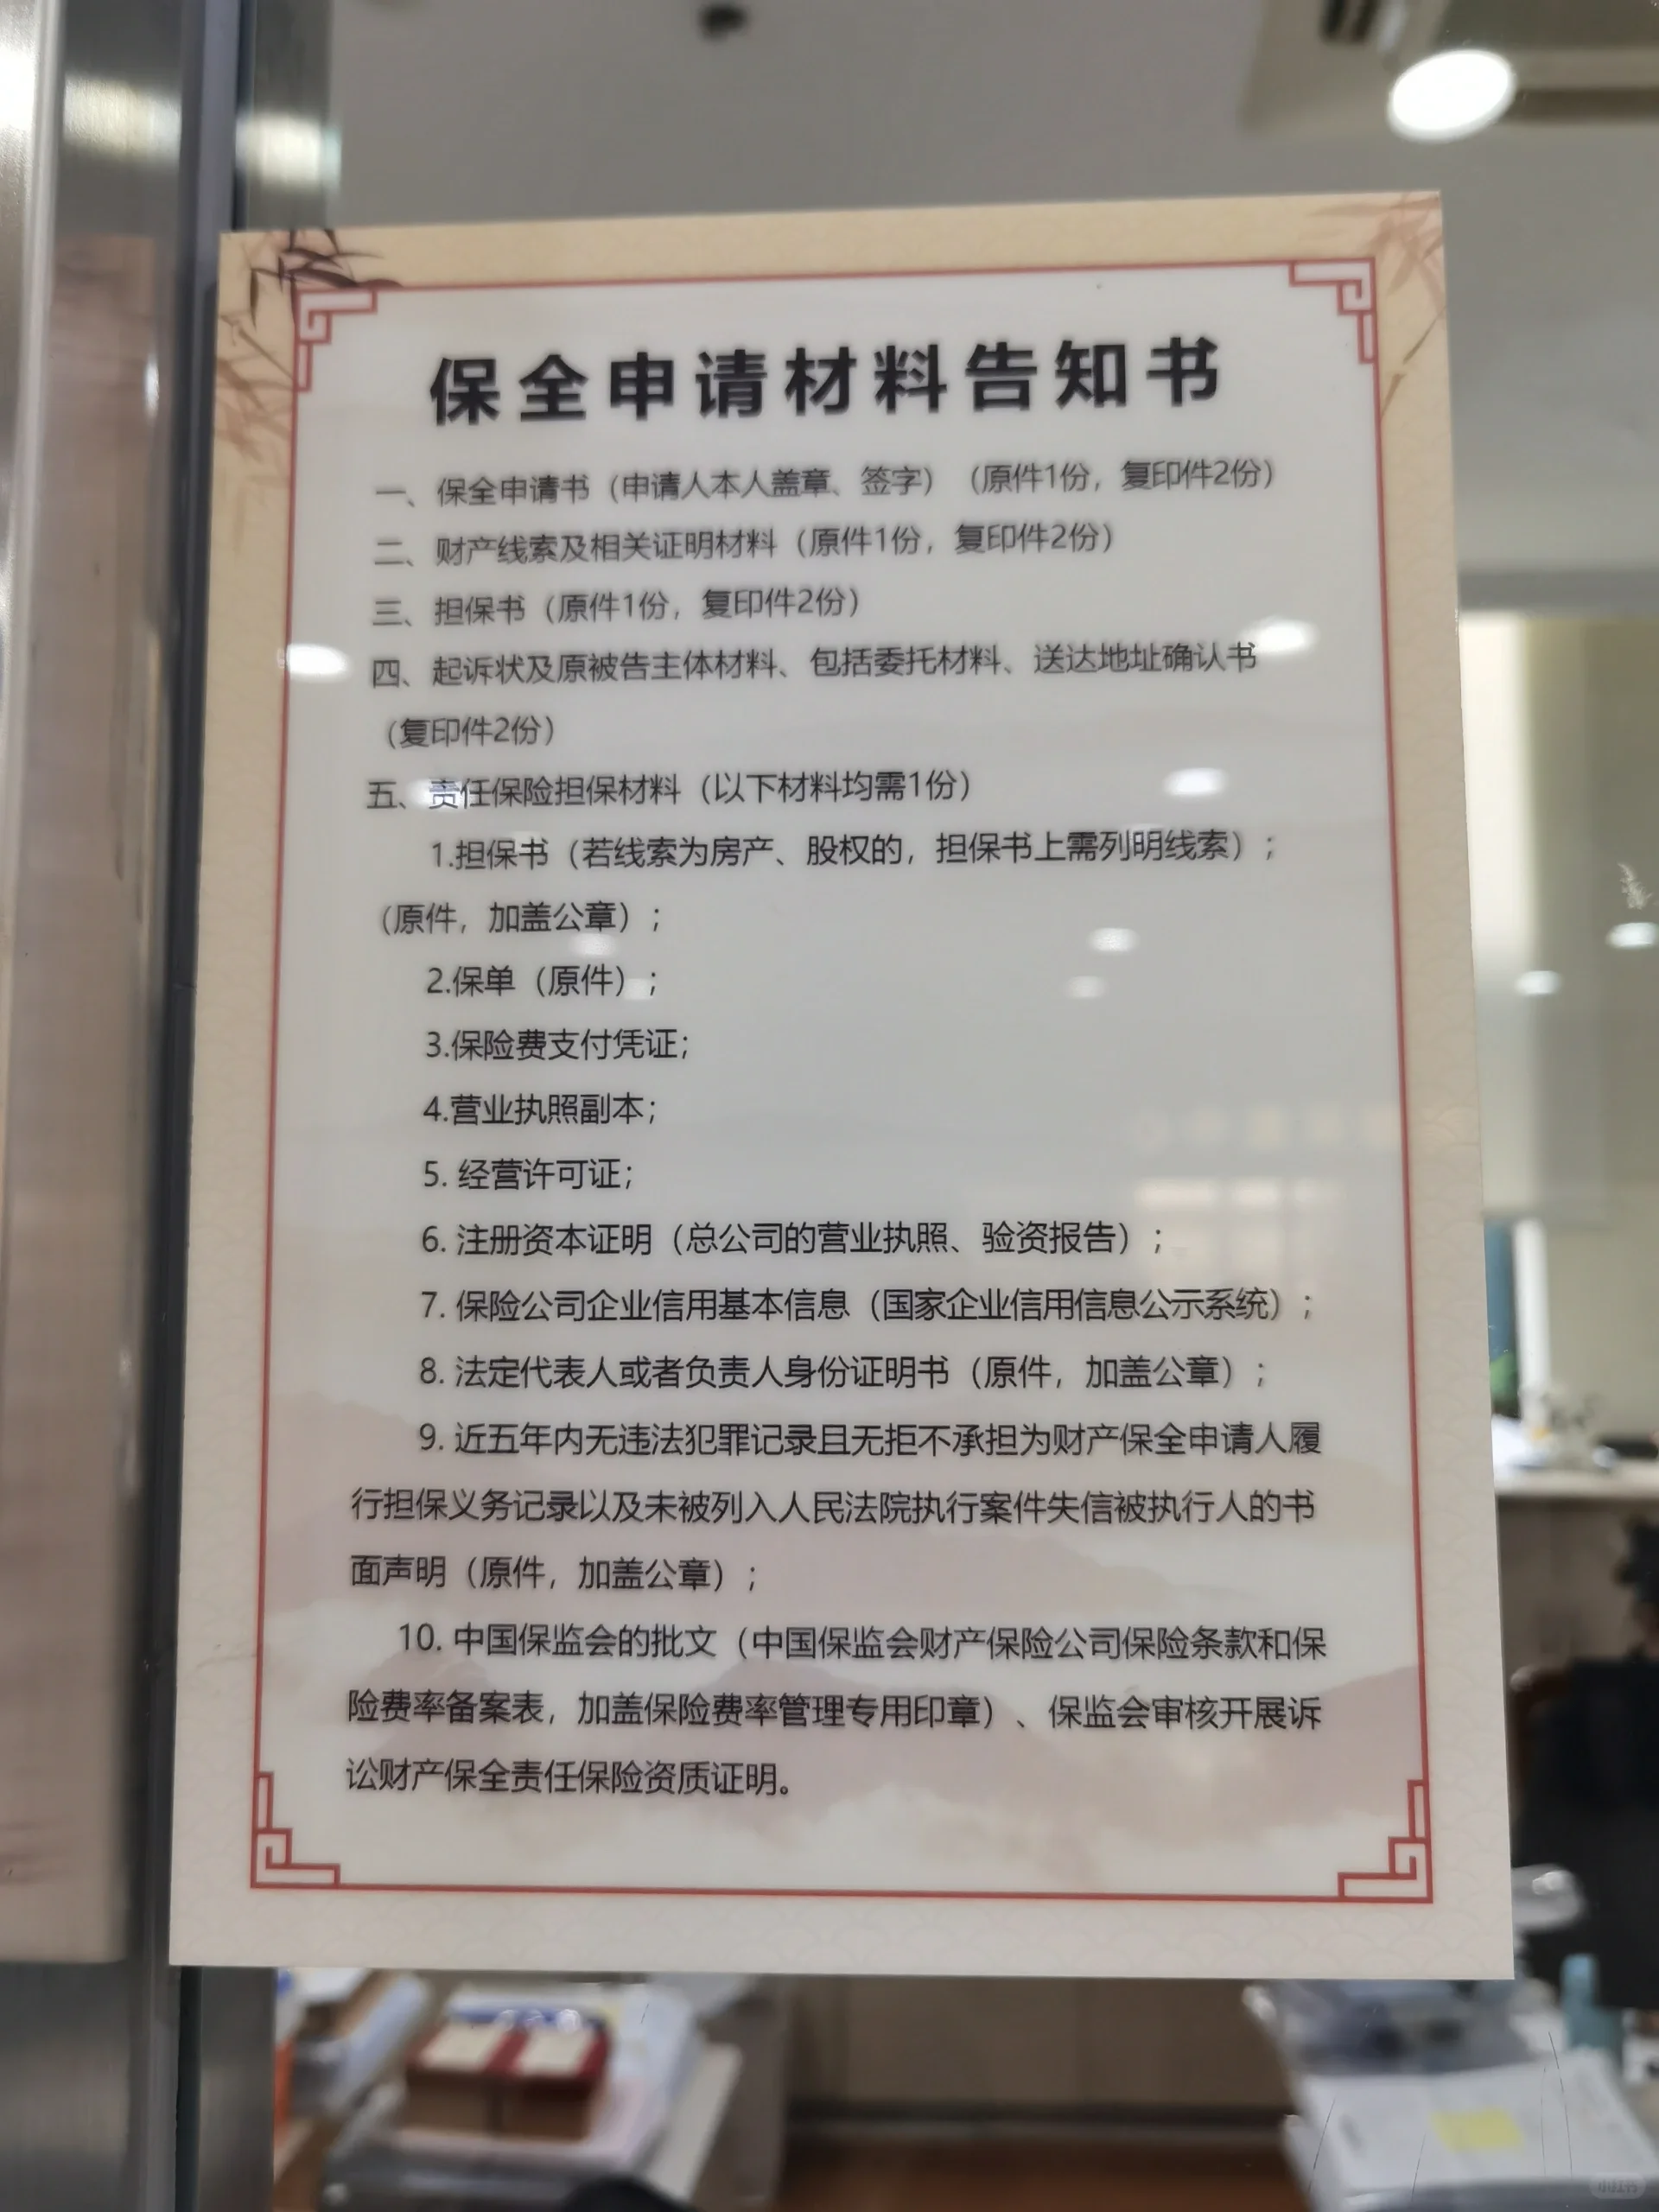 保全申请材料告知书
一、保全申请书（申请人本人盖章、签字）（原件1份，复印件2份）
二、财产线索及相关证明材料（原件1份，复印件2份）
三、担保书（原件1份，复印件2份）
四、起诉状及原被告主体材料、包括委托材料、送达地址确认书
（复印件2份）
五、责任保险担保材料（以下材料均需1份）
1.担保书（若线索为房产、股权的，担保书上需列明线索）；
（原件，加盖公章）；
2.保单（原件）；
3.保险费支付凭证；
4.营业执照副本；
5. 经营许可证；
6. 注册资本证明（总公司的营业执照、验资报告）；
7. 保险公司企业信用基本信息（国家企业信用信息公示系统）；
8. 法定代表人或者负责人身份证明书（原件，加盖公章）；
9. 近五年内无违法犯罪记录且无拒不承担为财产保全申请人履
行担保义务记录以及未被列入人民法院执行案件失信被执行人的书
面声明（原件，加盖公章）；
10. 中国保监会的批文（中国保监会财产保险公司保险条款和保
险费率备案表，加盖保险费率管理专用印章）、保监会审核开展诉
讼财产保全责任保险资质证明。
小红书